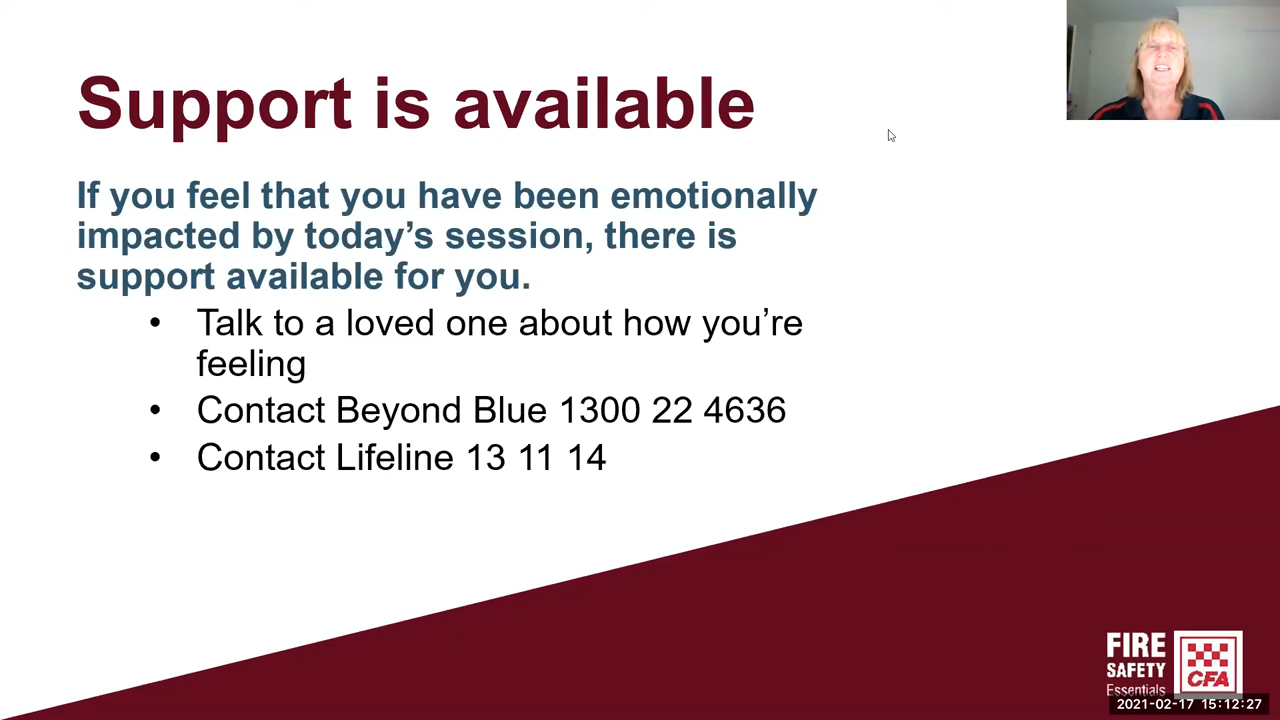 Support is available
If you feel that you have been emotionally
impacted by today’s session, there is
support available for you.
• Talk to a loved one about how you’re
feeling
• Contact Beyond Blue 1300 22 4636
• Contact Lifeline 13 11 14
FIRE
SAFETY
Essentials
CFA
2021-02-17 15:12:27